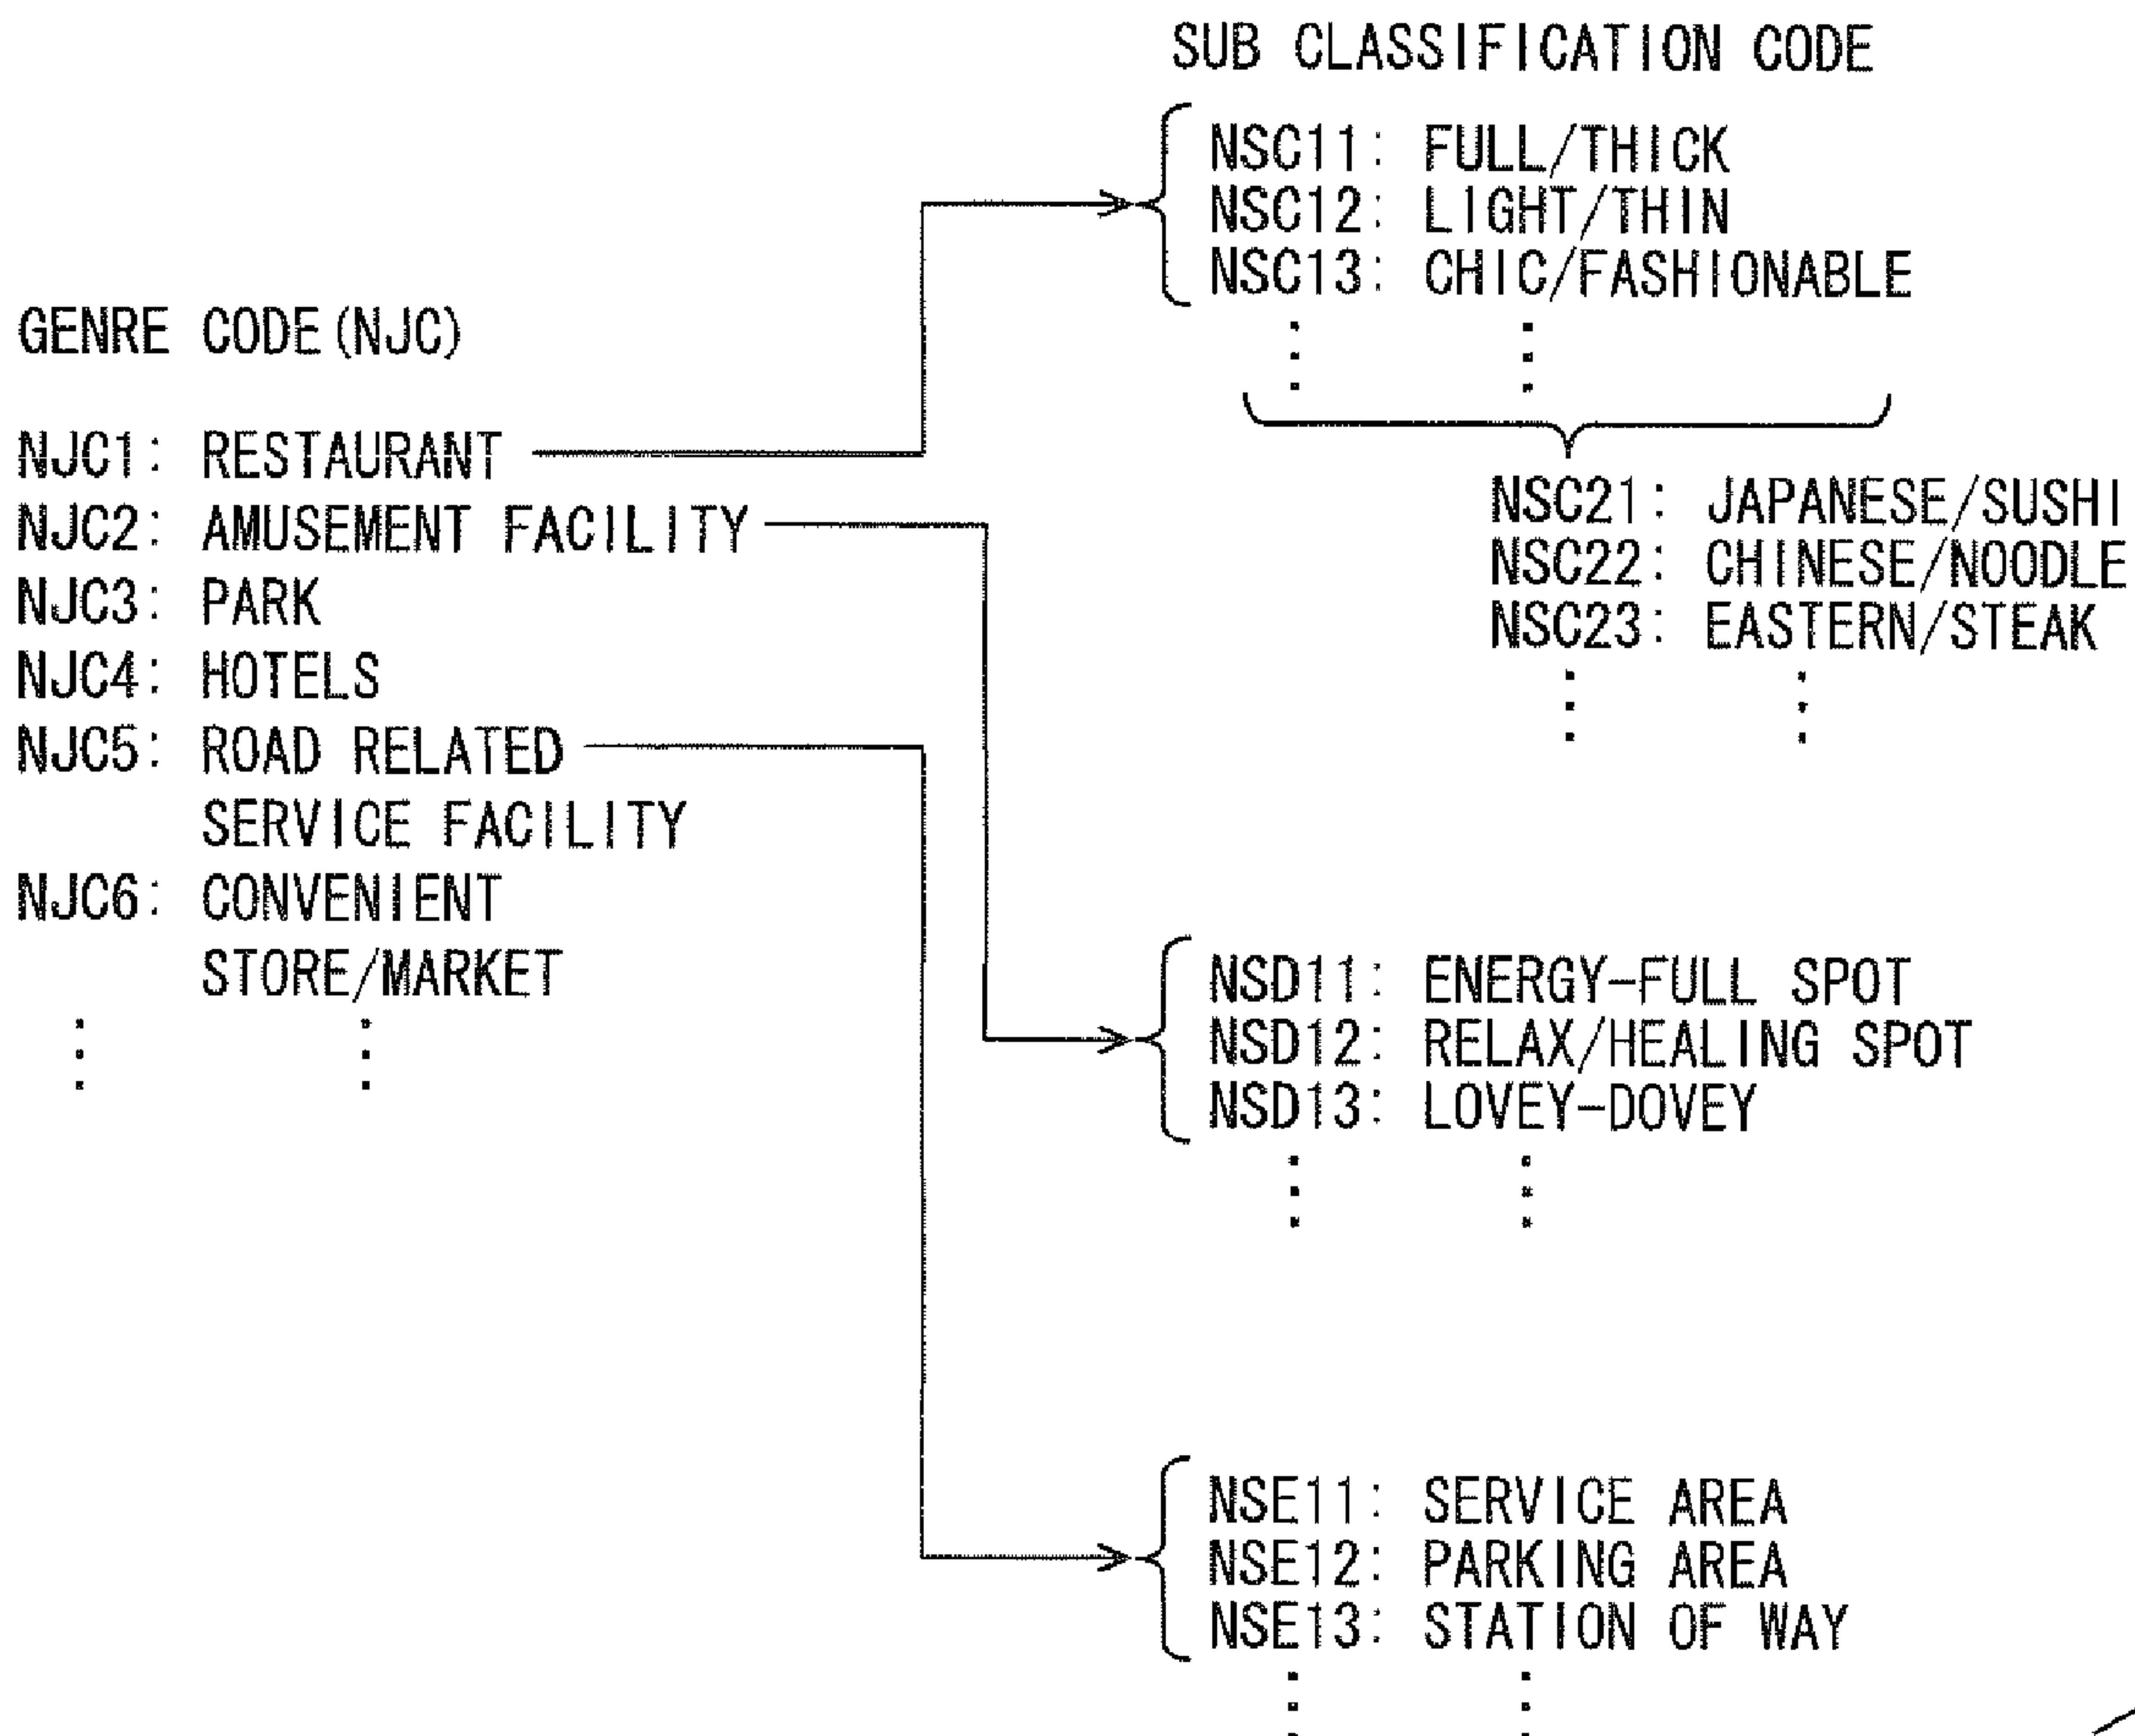 SUB CLASSIFICATION CODE
NSC11: FULL/THICK
NSC12: LIGHT/THIN
NSC13: CHIC/FASHIONABLE
GENRE CODE(NJC)
NJC1: RESTAURANT
NJC2: AMUSEMENT FACILITY
NJC3: PARK
NJC4: HOTELS
NJC5: ROAD RELATED
SERVICE FACILITY
NJC6: CONVENIENT
STORE/MARKET
NSC21: JAPANESE/SUSHI
NSC22: CHINESE/NOODLE
NSC23: EASTERN/STEAK
NSD11: ENERGY-FULL SPOT
NSD12: RELAX/HEALING SPOT
NSD13: LOVEY-DOVEY
NSE11: SERVICE AREA
NSE12: PARKING AREA
NSE13: STATION OF WAY